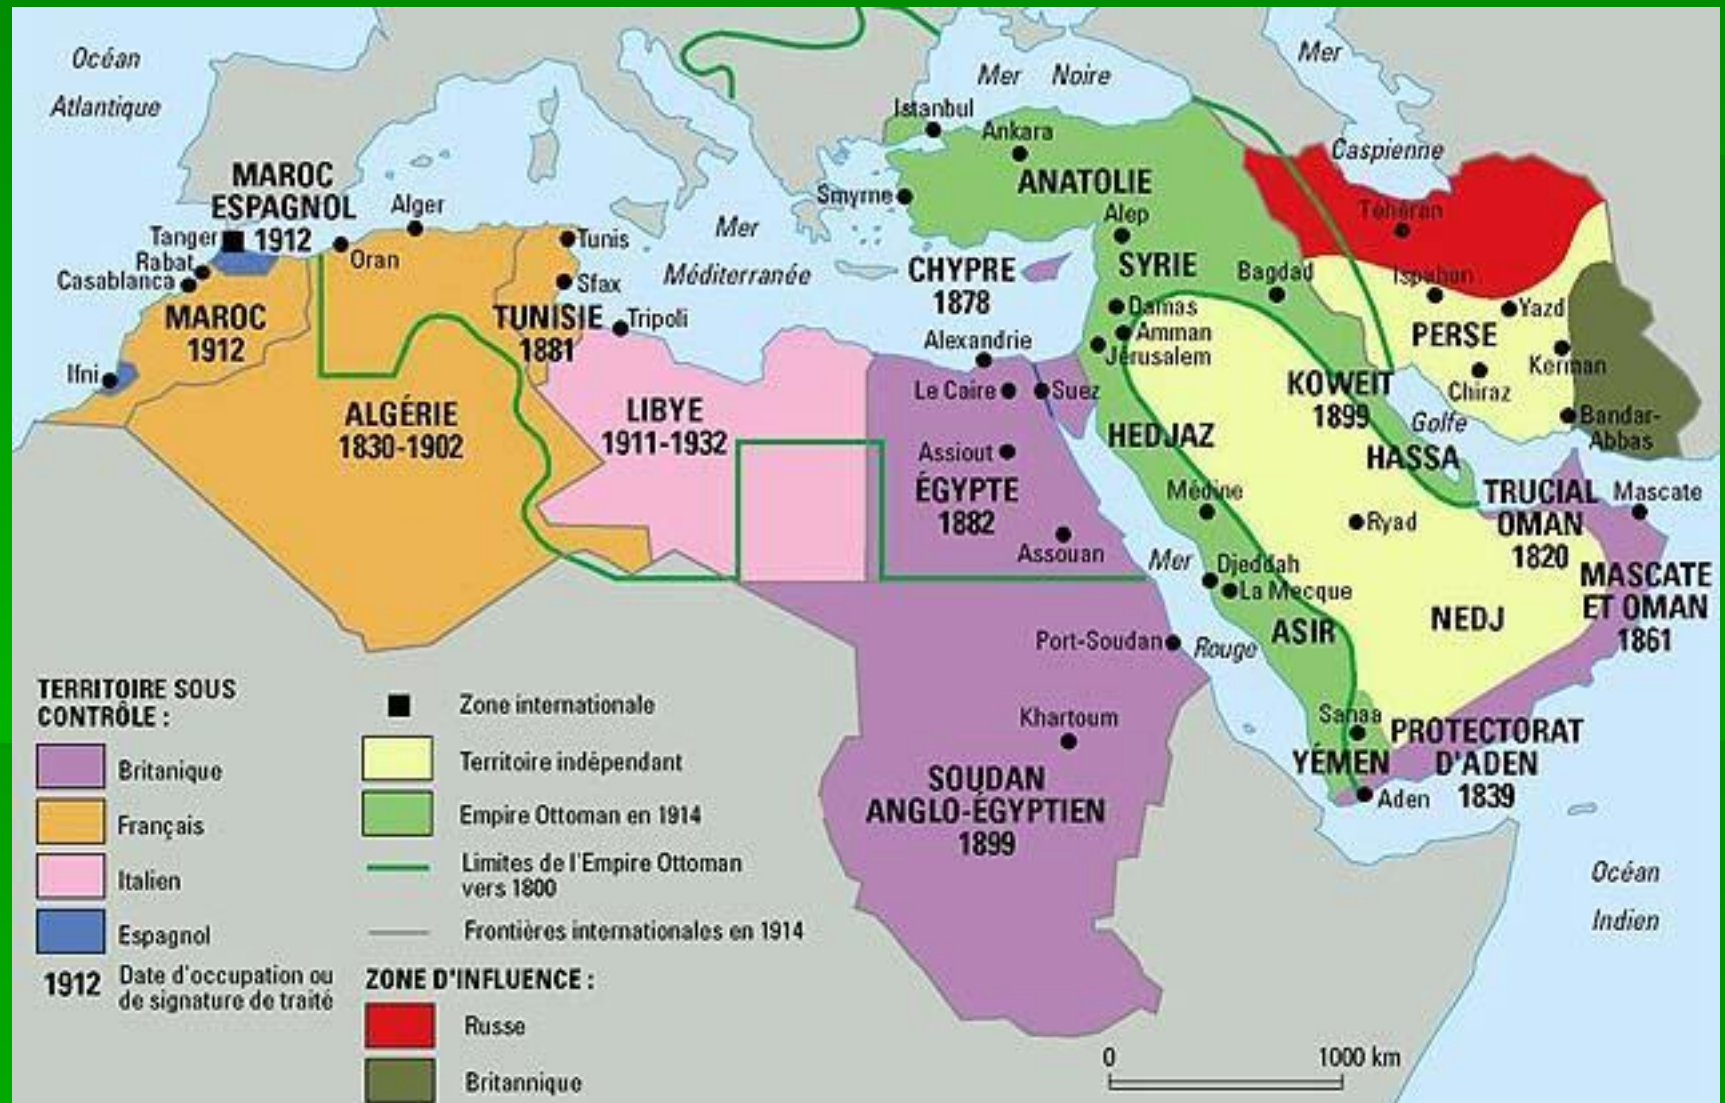 Océan
Atlantique
Mer Noire
Mer
Caspienne
Istanbul
Ankara
ANATOLIE
Smyrne
Téhéran
MAROC
ESPAGNOL
1912
Alger
Tanger
Oran
Rabat
Casablanca
Tunis
Sfax
Mer
Méditerranée
Alep
SYRIE
CHYPRE
1878
Bagdad
Ispahan
Yazd
MAROC
1912
TUNISIE
1881
Tripoli
Damas
Amman
Jérusalem
Alexandrie
PERSE
Kerman
Chiraz
Ifni
Le Caire
Suez
KOWEIT
1899
Golfe
Bandar-
Abbas
ALGÉRIE
1830-1902
LIBYE
1911-1932
HEDJAZ
HASSA
Assiout
ÉGYPTE
1882
Médine
Ryad
TRUCIAL
OMAN
1820
Mascate
Assouan
Mer
Rouge
Djeddah
La Mecque
MASCATE
ET OMAN
1861
ASIR
NEDJ
Port-Soudan
Khartoum
Sanaa
YÉMEN
PROTECTORAT
D'ADEN
1839
Aden
SOUDAN
ANGLO-ÉGYPTIEN
1899
Océan
Indien
TERRITOIRE SOUS
CONTRÔLE :
Britanique
Français
Italien
Espagnol
1912 Date d'occupation ou
de signature de traité
Zone internationale
Territoire indépendant
Empire Ottoman en 1914
Limites de l'Empire Ottoman
vers 1800
Frontières internationales en 1914
ZONE D'INFLUENCE :
Russe
Britannique
0 1000 km